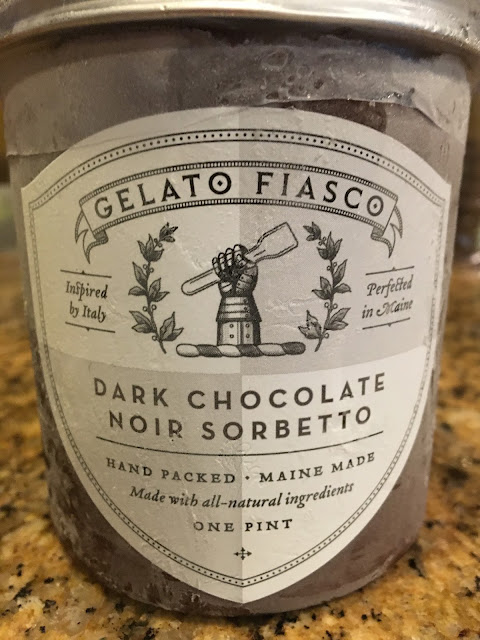 GELATO FIASCO
Inspired
by Italy
Perfected
in Maine
DARK CHOCOLATE
NOIR SORBETTO
HAND PACKED • MAINE MADE
Made with all-natural ingredients
ONE PINT